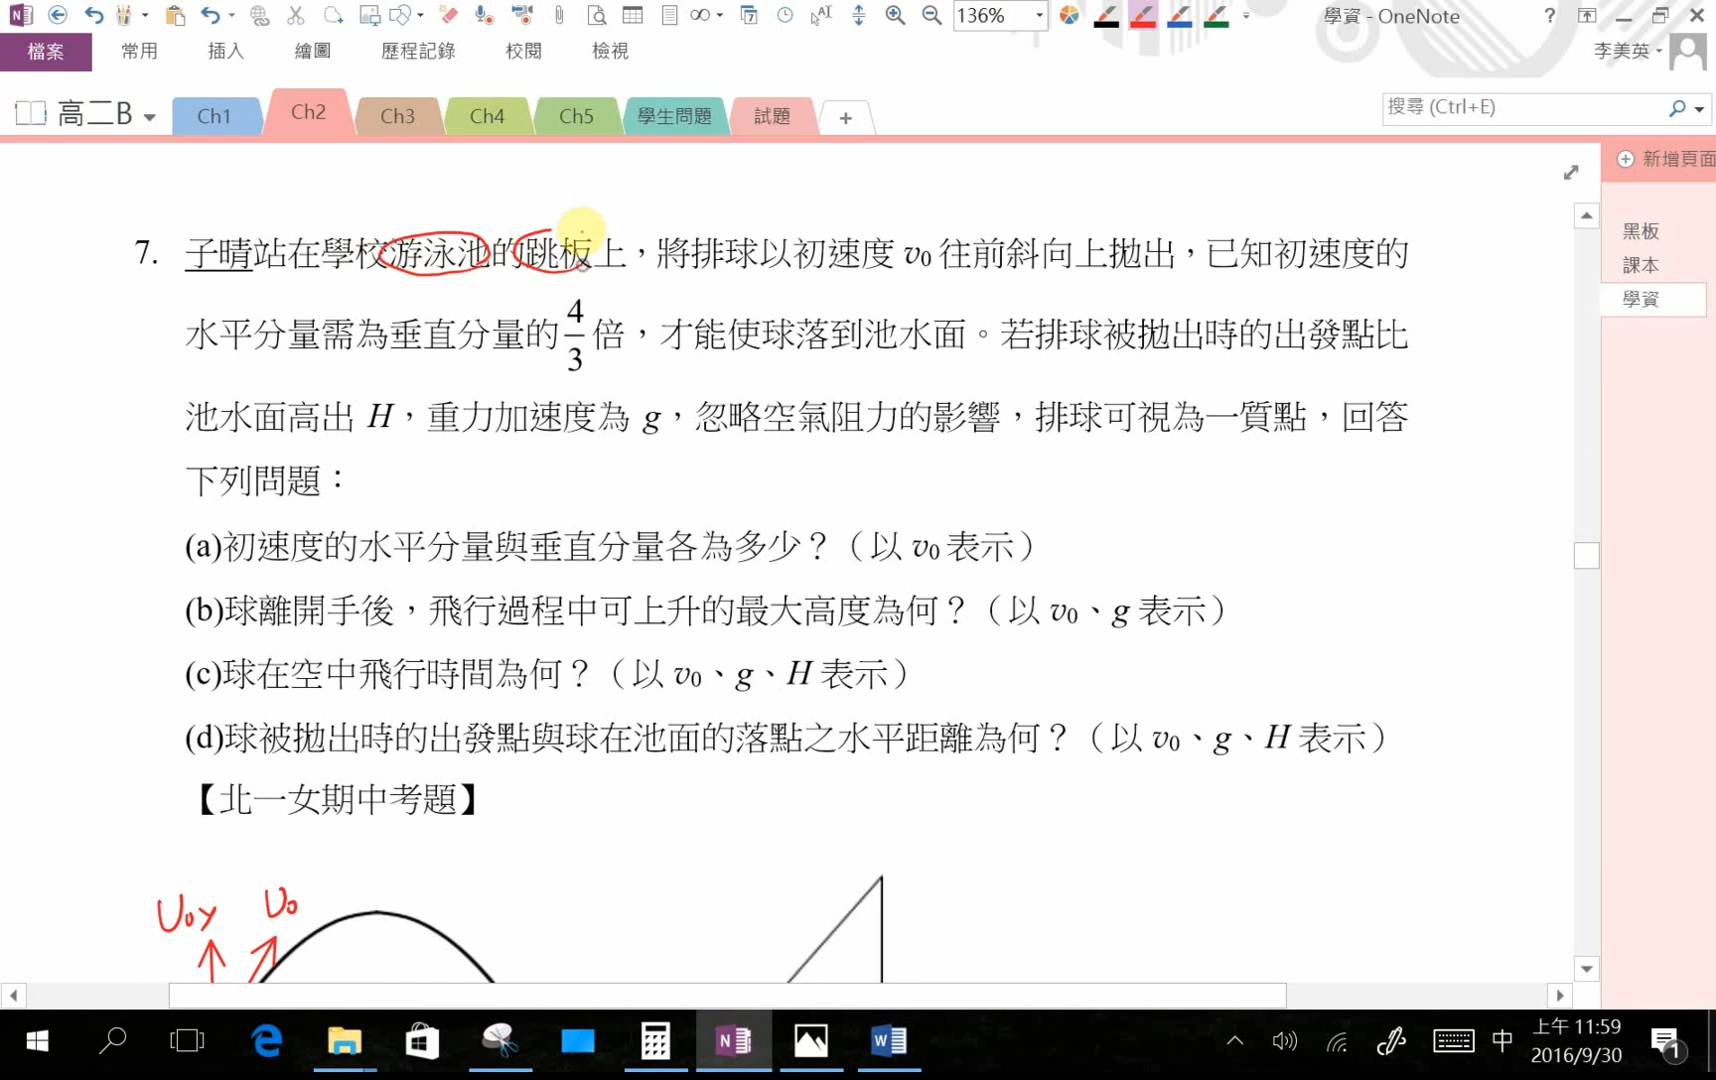 136%
學資 - OneNote
檔案 常用 插入 繪圖 歷程記錄 校閱 檢視
李美英
高二B Ch1 Ch2 Ch3 Ch4 Ch5 學生問題 試題 +
搜尋 (Ctrl+E)
新增頁面
黑板
課本
學資
7. 子晴站在學校游泳池的跳板上，將排球以初速度 v₀ 往前斜向上拋出，已知初速度的
水平分量需為垂直分量的 4/3 倍，才能使球落到池水面。若排球被拋出時的出發點比
池水面高出 H，重力加速度為 g，忽略空氣阻力的影響，排球可視為一質點，回答
下列問題：
(a)初速度的水平分量與垂直分量各為多少？（以 v₀ 表示）
(b)球離開手後，飛行過程中可上升的最大高度為何？（以 v₀、g 表示）
(c)球在空中飛行時間為何？（以 v₀、g、H 表示）
(d)球被拋出時的出發點與球在池面的落點之水平距離為何？（以 v₀、g、H 表示）
【北一女期中考題】
v₀y v₀
中
上午 11:59
2016/9/30
1